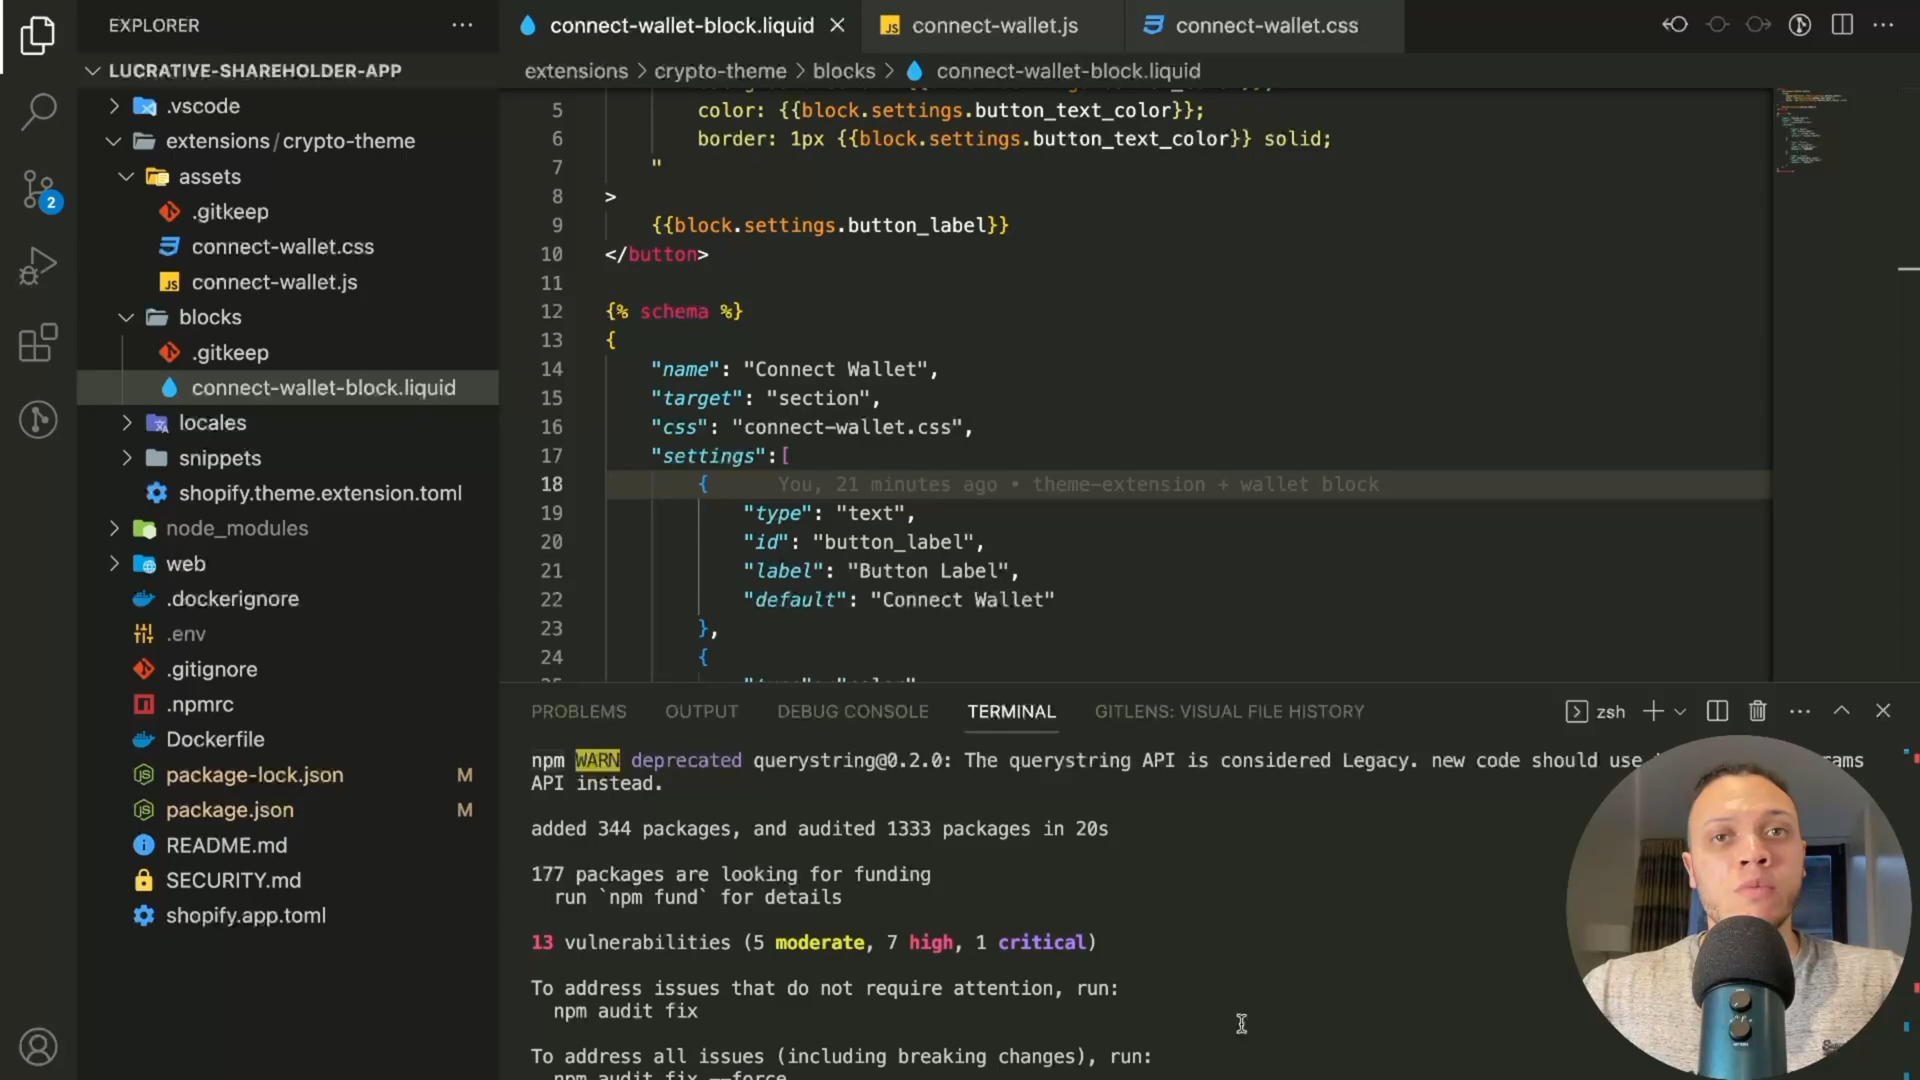 EXPLORER
LUCRATIVE-SHAREHOLDER-APP
.vscode
extensions/crypto-theme
assets
.gitkeep
connect-wallet.css
connect-wallet.js
blocks
.gitkeep
connect-wallet-block.liquid
locales
snippets
shopify.theme.extension.toml
node_modules
web
.dockerignore
.env
.gitignore
.npmrc
Dockerfile
package-lock.json M
package.json M
README.md
SECURITY.md
shopify.app.toml
2
connect-wallet-block.liquid
connect-wallet.js
connect-wallet.css
extensions > crypto-theme > blocks > connect-wallet-block.liquid
5 color: {{block.settings.button_text_color}};
6 border: 1px {{block.settings.button_text_color}} solid;
7 "
8 >
9 {{block.settings.button_label}}
10 </button>
11
12 {% schema %}
13 {
14 "name": "Connect Wallet",
15 "target": "section",
16 "css": "connect-wallet.css",
17 "settings":[
18 { You, 21 minutes ago • theme-extension + wallet block
19 "type": "text",
20 "id": "button_label",
21 "label": "Button Label",
22 "default": "Connect Wallet"
23 },
24 {
PROBLEMS OUTPUT DEBUG CONSOLE TERMINAL GITLENS: VISUAL FILE HISTORY zsh
npm WARN deprecated querystring@0.2.0: The querystring API is considered Legacy. new code should use
API instead.
added 344 packages, and audited 1333 packages in 20s
177 packages are looking for funding
run `npm fund` for details
13 vulnerabilities (5 moderate, 7 high, 1 critical)
To address issues that do not require attention, run:
npm audit fix
To address all issues (including breaking changes), run:
npm audit fix --force